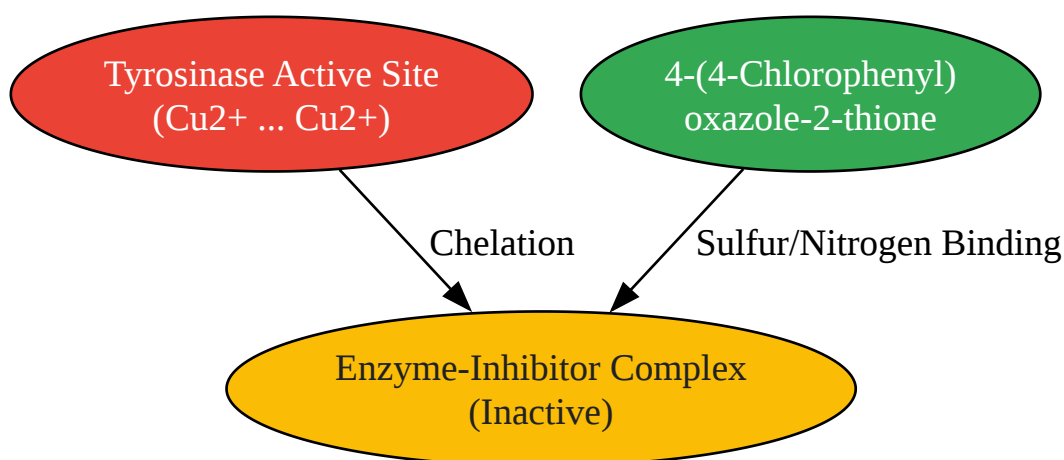 Tyrosinase Active Site
(Cu2+ ... Cu2+)
4-(4-Chlorophenyl)
oxazole-2-thione
Chelation
Sulfur/Nitrogen Binding
Enzyme-Inhibitor Complex
(Inactive)